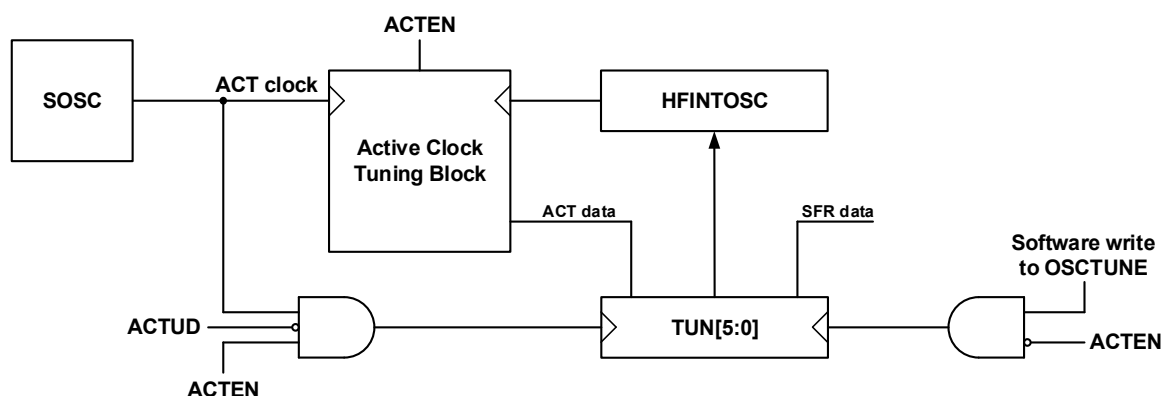 ACTEN
SOSC
ACT clock
HFINTOSC
Active Clock
Tuning Block
ACT data
SFR data
Software write
to OSCTUNE
ACTUD
TUN[5:0]
ACTEN
ACTEN